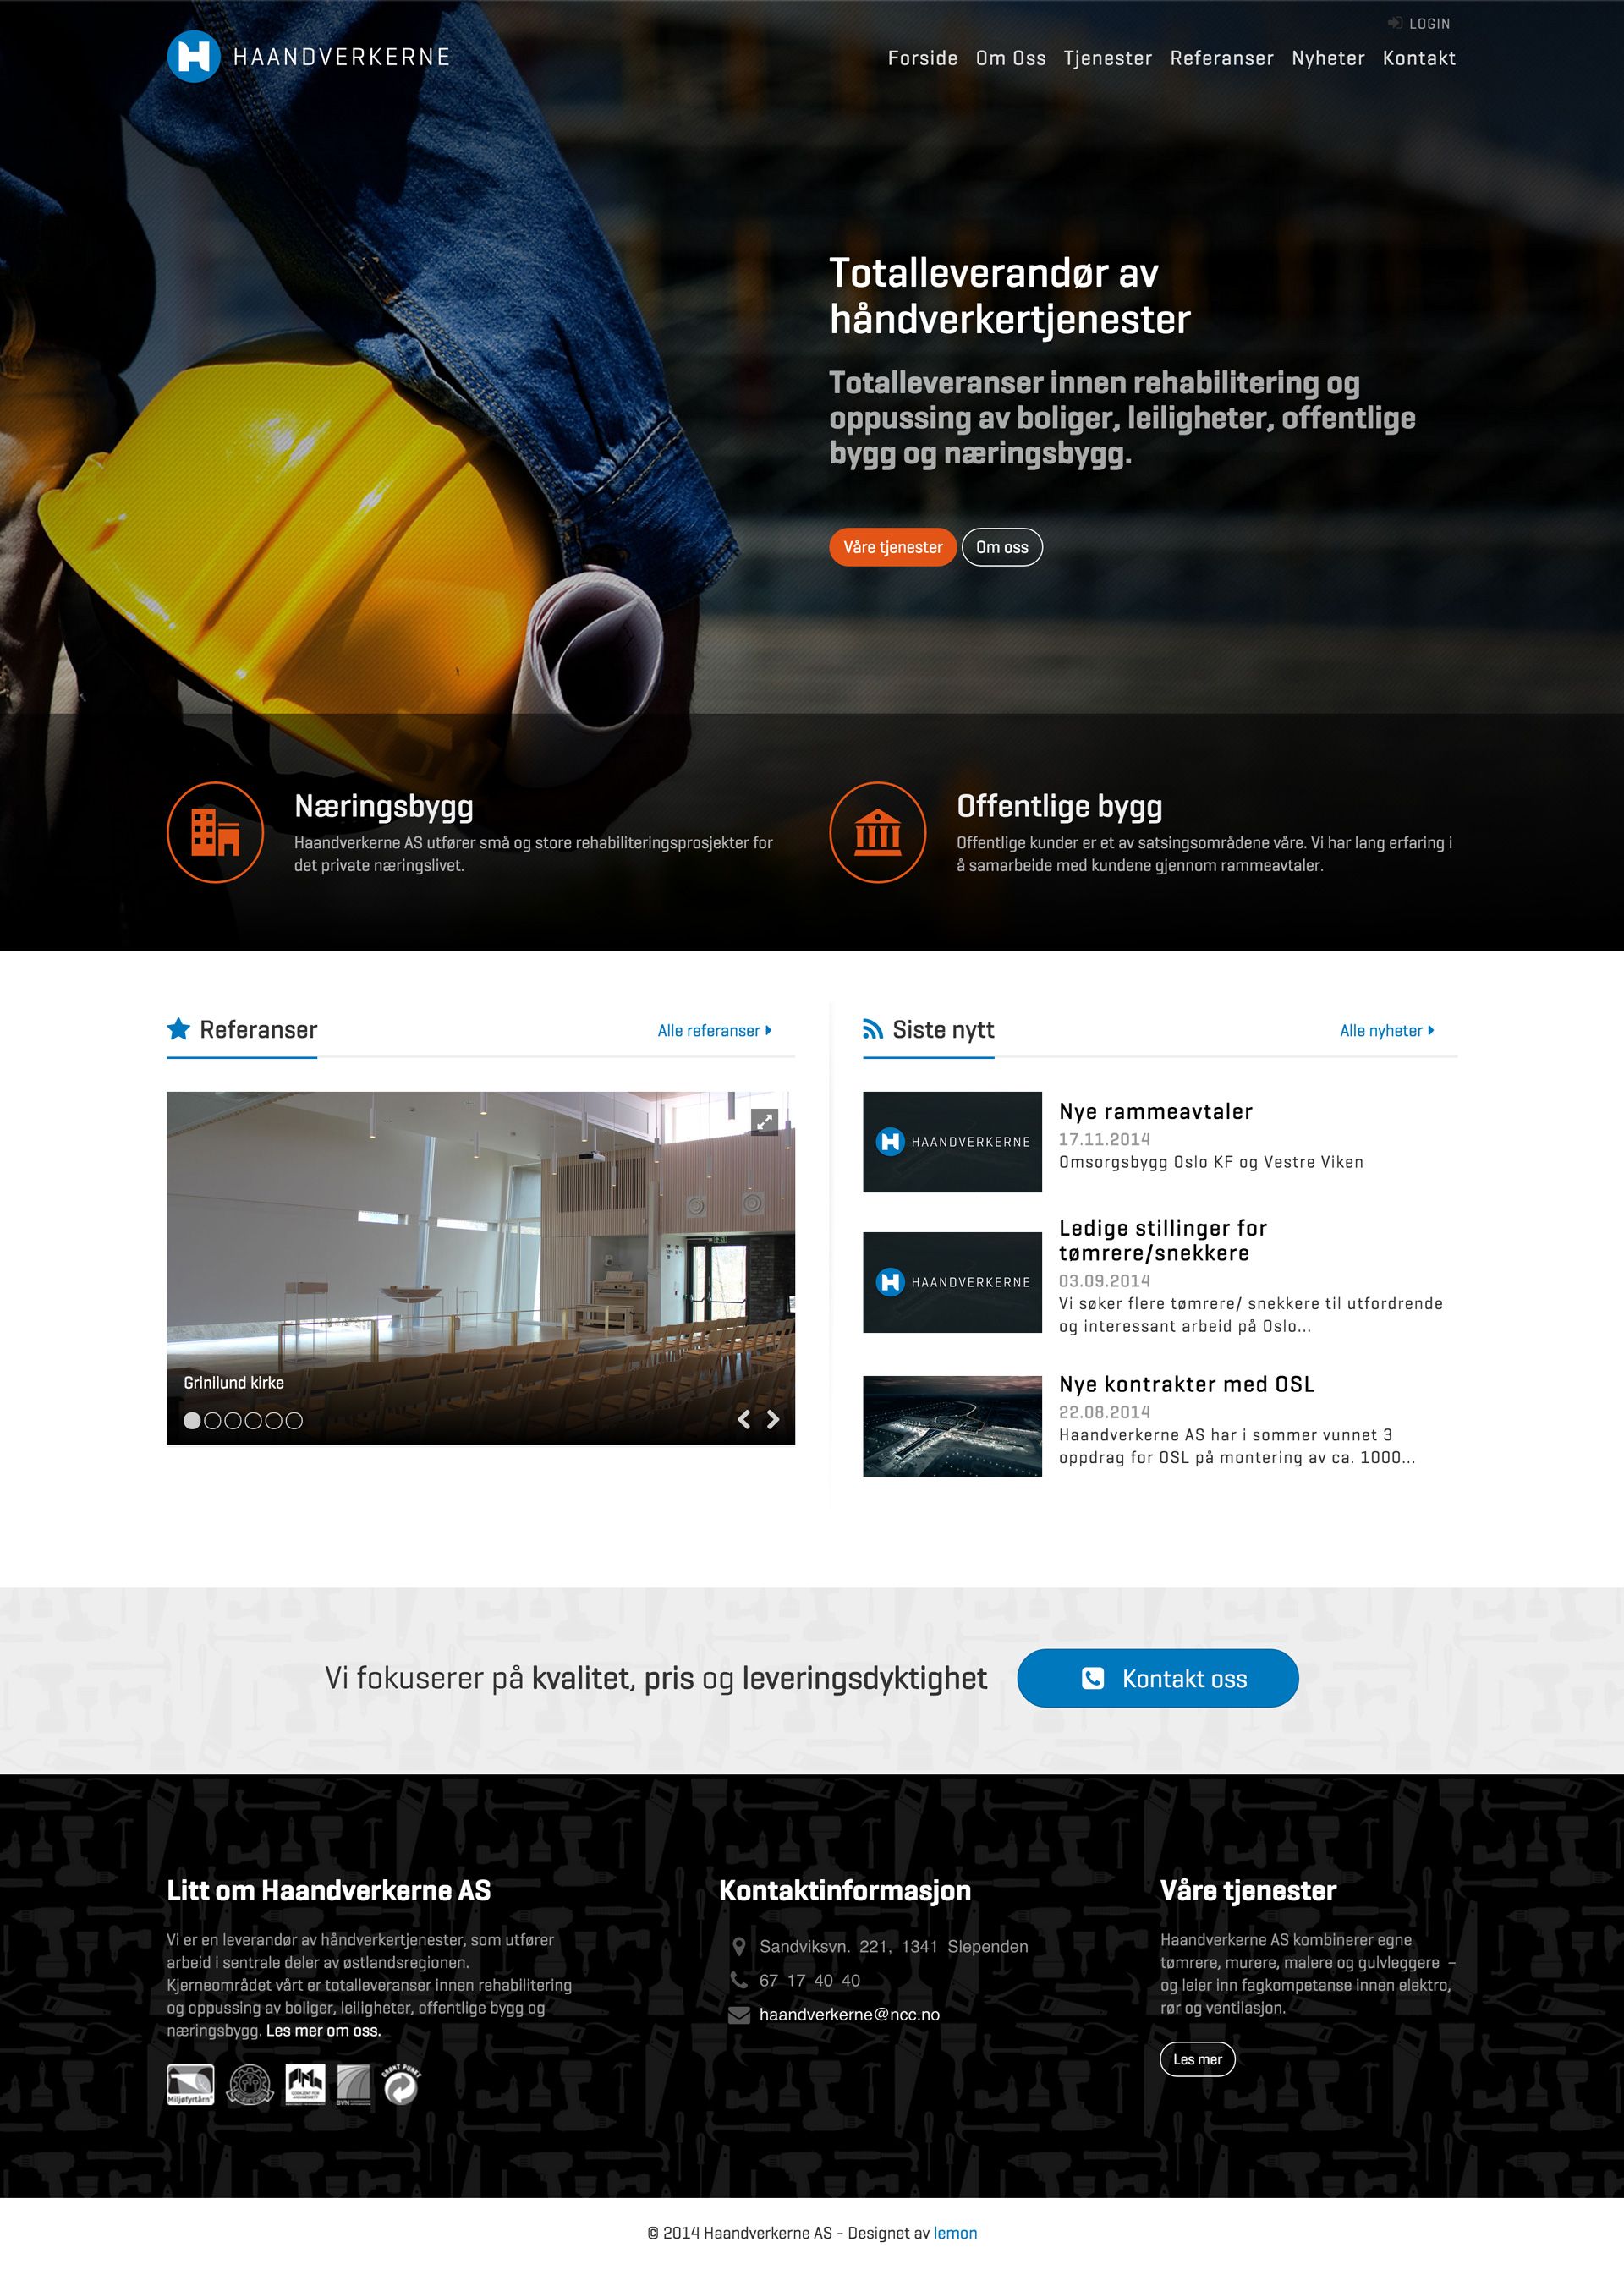 LOGIN
HAANDVERKERNE
Forside Om Oss Tjenester Referanser Nyheter Kontakt
Totalleverandør av
håndverkertjenester
Totalleveranser innen rehabilitering og
oppussing av boliger, leiligheter, offentlige
bygg og næringsbygg.
Våre tjenester
Om oss
Næringsbygg
Haandverkerne AS utfører små og store rehabiliteringsprosjekter for
det private næringslivet.
Offentlige bygg
Offentlige kunder er et av satsingsområdene våre. Vi har lang erfaring i
å samarbeide med kundene gjennom rammeavtaler.
Referanser
Alle referanser
Grinilund kirke
Siste nytt
Alle nyheter
HAANDVERKERNE
Nye rammeavtaler
17.11.2014
Omsorgsbygg Oslo KF og Vestre Viken
HAANDVERKERNE
Ledige stillinger for
tømrere/snekkere
03.09.2014
Vi søker flere tømrere/ snekkere til utfordrende
og interessant arbeid på Oslo...
Nye kontrakter med OSL
22.08.2014
Haandverkerne AS har i sommer vunnet 3
oppdrag for OSL på montering av ca. 1000...
Vi fokuserer på kvalitet, pris og leveringsdyktighet
Kontakt oss
Litt om Haandverkerne AS
Vi er en leverandør av håndverkertjenester, som utfører
arbeid i sentrale deler av østlandsregionen.
Kjerneområdet vårt er totalleveranser innen rehabilitering
og oppussing av boliger, leiligheter, offentlige bygg og
næringsbygg. Les mer om oss.
Miljøfyrtårn
BVN
GRØNT PUNKT
Kontaktinformasjon
Sandviksvn. 221, 1341 Slependen
67 17 40 40
haandverkerne@ncc.no
Våre tjenester
Haandverkerne AS kombinerer egne
tømrere, murere, malere og gulvleggere –
og leier inn fagkompetanse innen elektro,
rør og ventilasjon.
Les mer
© 2014 Haandverkerne AS - Designet av lemon